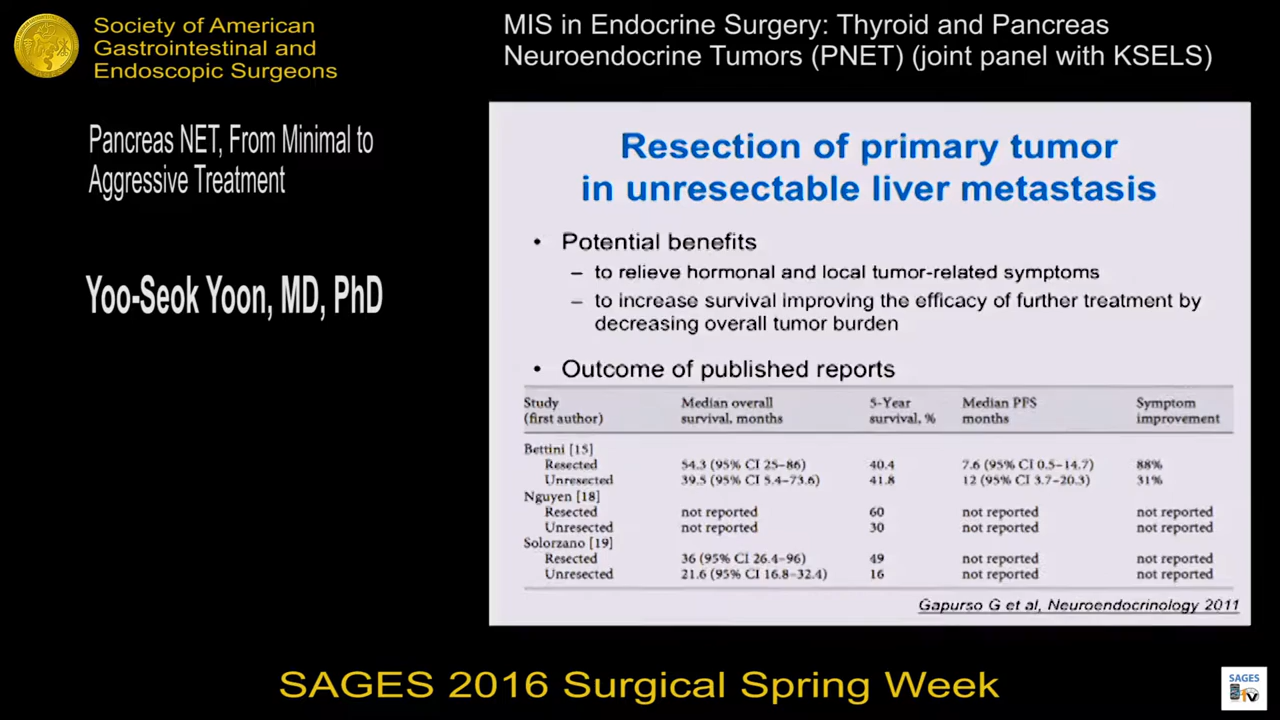 Society of American
Gastrointestinal and
Endoscopic Surgeons
MIS in Endocrine Surgery: Thyroid and Pancreas
Neuroendocrine Tumors (PNET) (joint panel with KSELS)
Pancreas NET, From Minimal to
Aggressive Treatment
Yoo-Seok Yoon, MD, PhD
Resection of primary tumor
in unresectable liver metastasis
• Potential benefits
– to relieve hormonal and local tumor-related symptoms
– to increase survival improving the efficacy of further treatment by
decreasing overall tumor burden
• Outcome of published reports
Study (first author) Median overall survival, months 5-Year survival, % Median PFS months Symptom improvement
Bettini [15]
Resected 54.3 (95% CI 25–86) 40.4 7.6 (95% CI 0.5–14.7) 88%
Unresected 39.5 (95% CI 5.4–73.6) 41.8 12 (95% CI 3.7–20.3) 31%
Nguyen [18]
Resected not reported 60 not reported not reported
Unresected not reported 30 not reported not reported
Solorzano [19]
Resected 36 (95% CI 26.4–96) 49 not reported not reported
Unresected 21.6 (95% CI 16.8–32.4) 16 not reported not reported
Gapurso G et al, Neuroendocrinology 2011
SAGES 2016 Surgical Spring Week
SAGES
tv